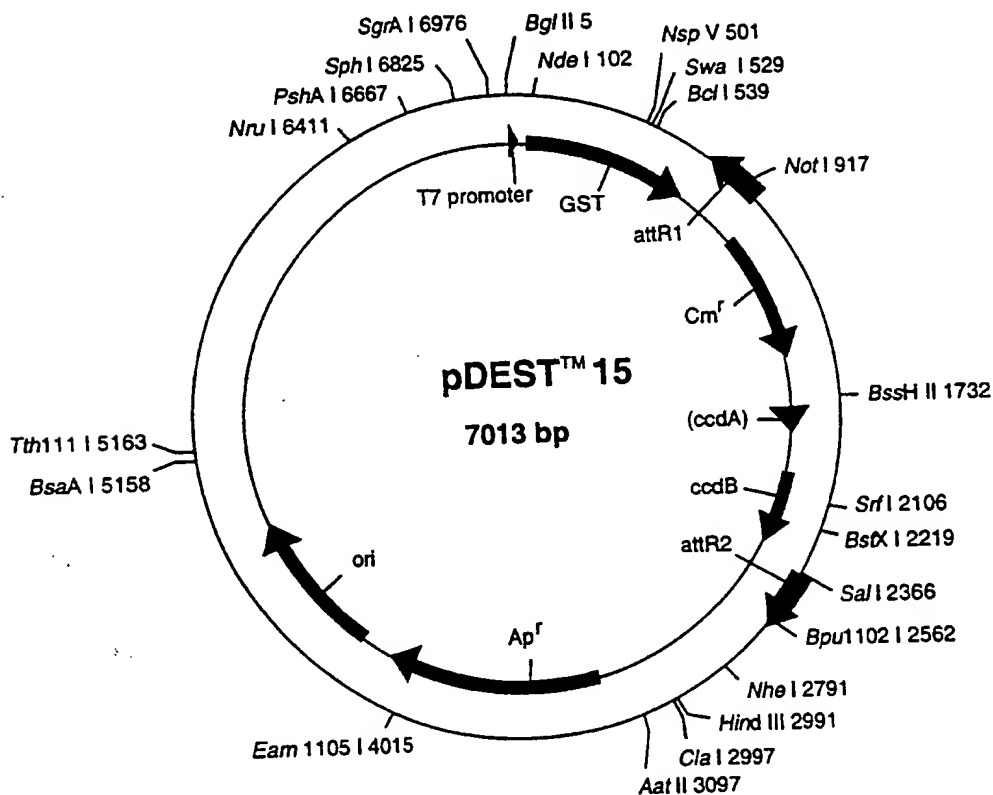 SgrA I 6976
Bgl II 5
Nsp V 501
Sph I 6825
Nde I 102
Swa I 529
PshA I 6667
Bcl I 539
Nru I 6411
Not I 917
T7 promoter
GST
attR1
Cmʳ
pDEST™ 15
7013 bp
BssH II 1732
(ccdA)
Tth111 I 5163
BsaA I 5158
ccdB
Srf I 2106
BstX I 2219
attR2
ori
Sal I 2366
Bpu1102 I 2562
Apʳ
Nhe I 2791
Hind III 2991
Eam 1105 I 4015
Cla I 2997
Aat II 3097